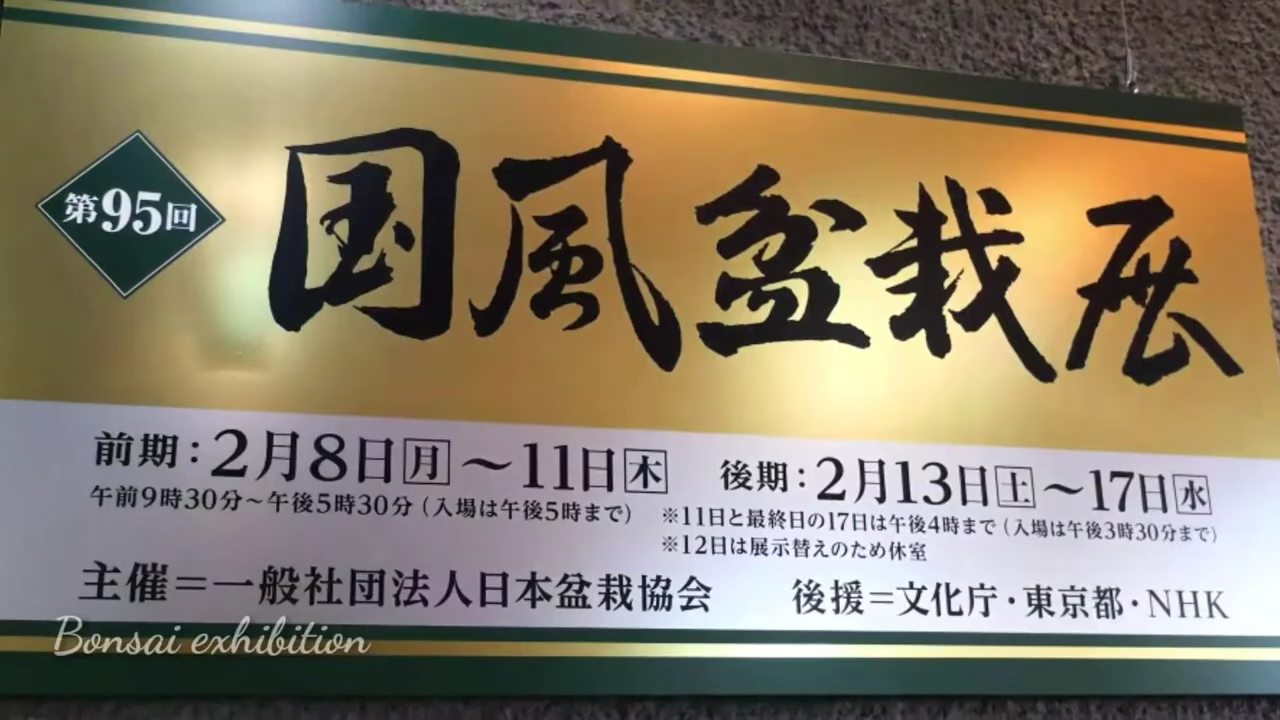 第95回
国風盆栽展
前期：2月8日月～11日木
後期：2月13日土～17日水
午前9時30分～午後5時30分（入場は午後5時まで）
※11日と最終日の17日は午後4時まで（入場は午後3時30分まで）
※12日は展示替えのため休室
主催＝一般社団法人日本盆栽協会
後援＝文化庁・東京都・NHK
Bonsai exhibition